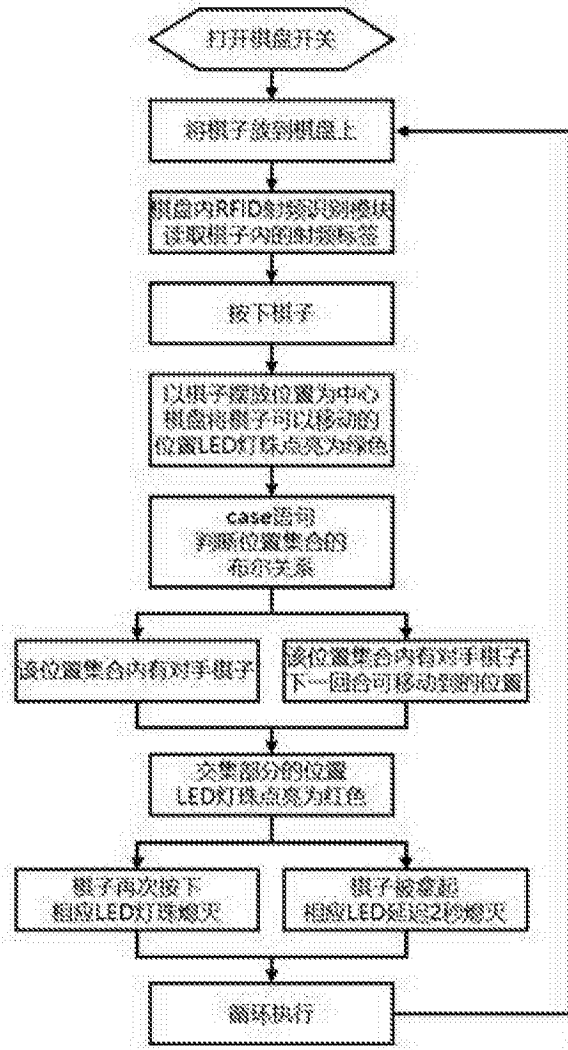 打开棋盘开关
将棋子放到棋盘上
棋盘内RFID射频识别模块
读取棋子内的射频标签
按下棋子
以棋子摆放位置为中心
棋盘将棋子可以移动的
位置LED灯珠点亮为绿色
case语句
判断位置集合的
布尔关系
该位置集合内有对手棋子
该位置集合内有对手棋子
下一回合可移动到的位置
交集部分的位置
LED灯珠点亮为红色
棋子再次按下
相应LED灯珠熄灭
棋子被拿起
相应LED延迟2秒熄灭
循环执行